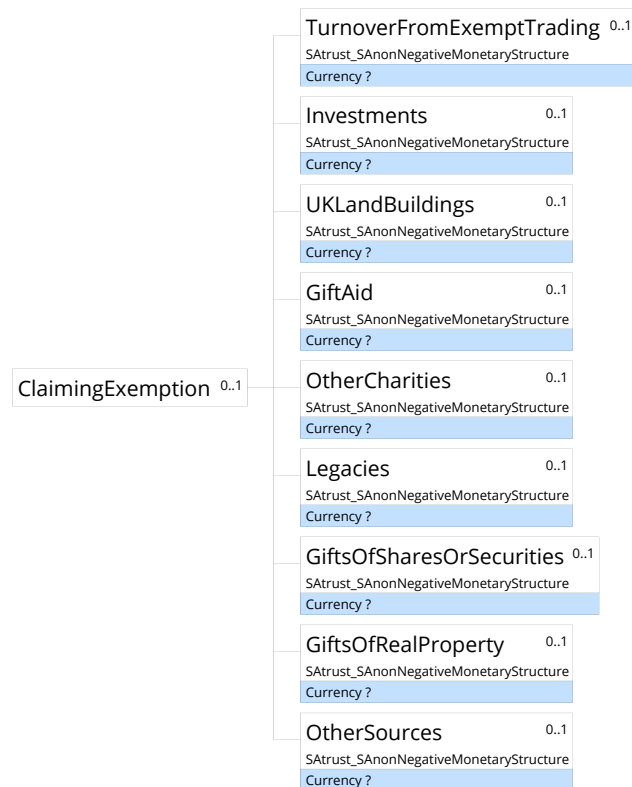 TurnoverFromExemptTrading 0..1
SAtrust_SAnonNegativeMonetaryStructure
Currency ?
Investments 0..1
SAtrust_SAnonNegativeMonetaryStructure
Currency ?
UKLandBuildings 0..1
SAtrust_SAnonNegativeMonetaryStructure
Currency ?
GiftAid 0..1
SAtrust_SAnonNegativeMonetaryStructure
Currency ?
ClaimingExemption 0..1
OtherCharities 0..1
SAtrust_SAnonNegativeMonetaryStructure
Currency ?
Legacies 0..1
SAtrust_SAnonNegativeMonetaryStructure
Currency ?
GiftsOfSharesOrSecurities 0..1
SAtrust_SAnonNegativeMonetaryStructure
Currency ?
GiftsOfRealProperty 0..1
SAtrust_SAnonNegativeMonetaryStructure
Currency ?
OtherSources 0..1
SAtrust_SAnonNegativeMonetaryStructure
Currency ?